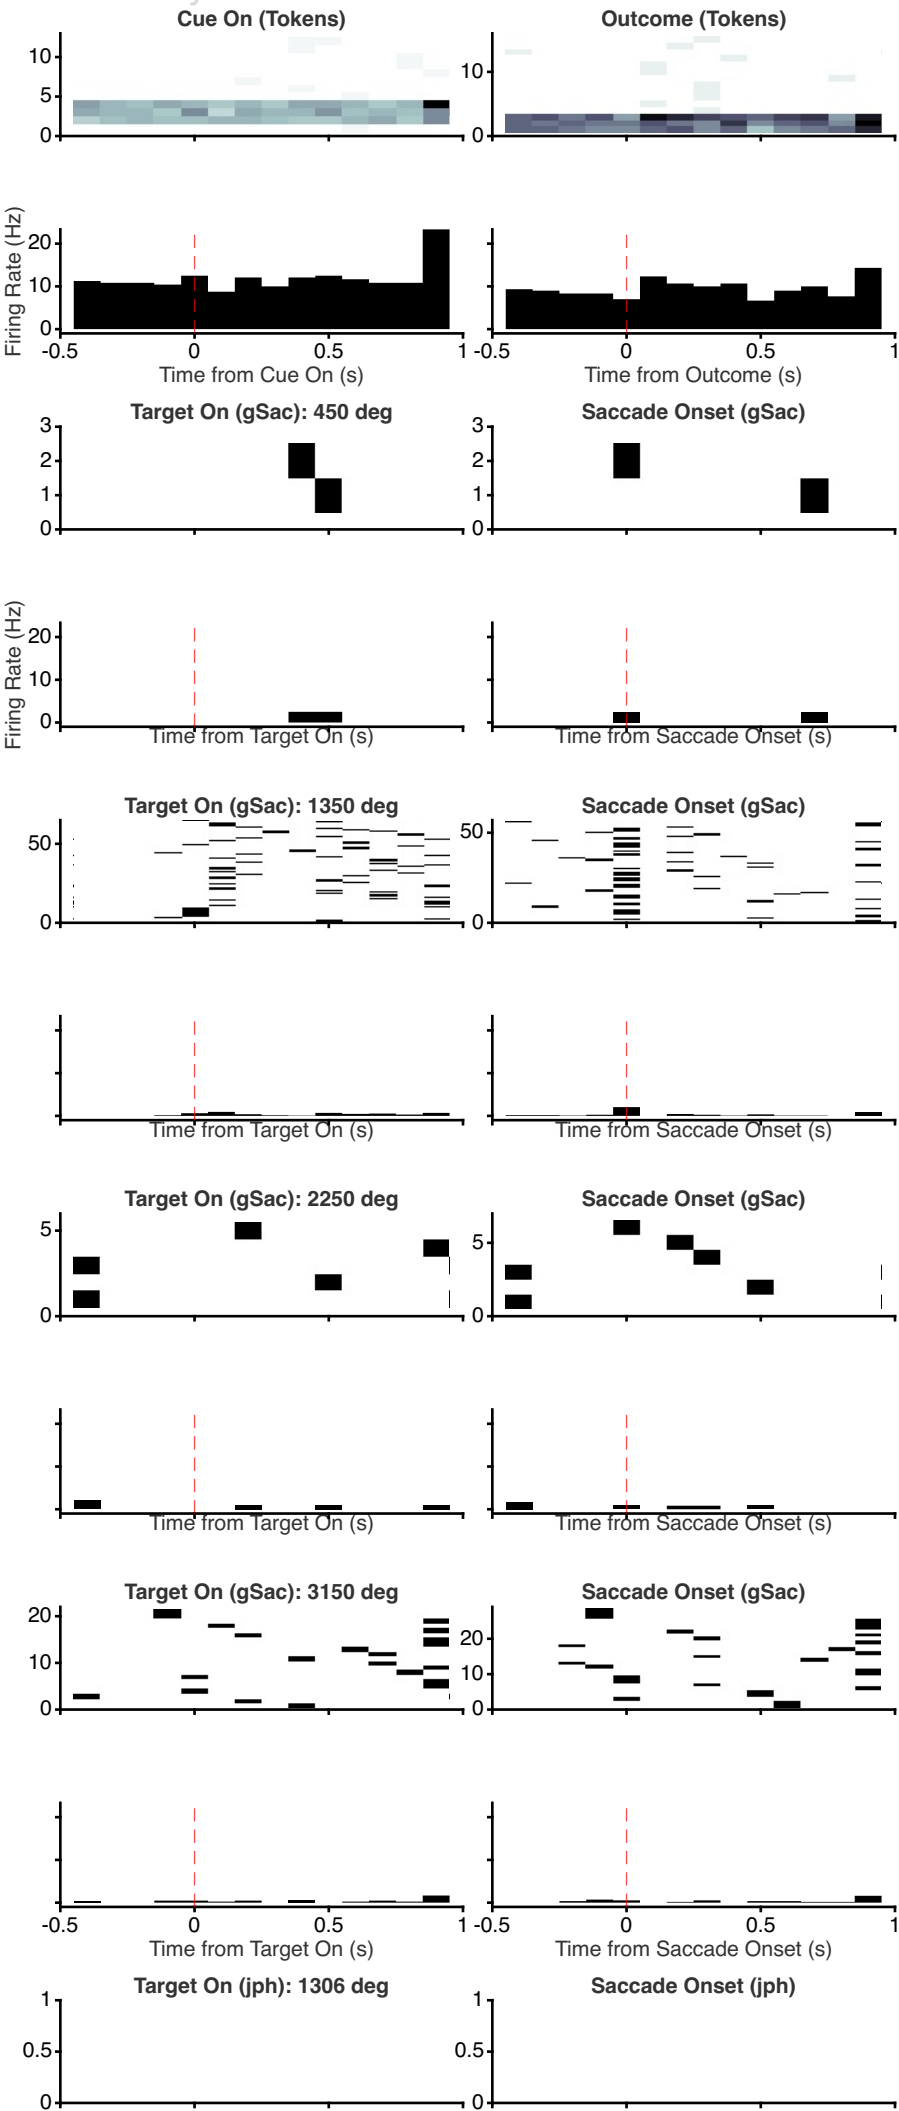 Cue On (Tokens)
Outcome (Tokens)
10
5
0
10
0
Firing Rate (Hz)
20
10
0
-0.5 0 0.5 1
-0.5 0 0.5 1
Time from Cue On (s)
Time from Outcome (s)
Target On (gSac): 450 deg
Saccade Onset (gSac)
3
2
1
0
3
2
1
0
Firing Rate (Hz)
20
10
0
Time from Target On (s)
Time from Saccade Onset (s)
Target On (gSac): 1350 deg
Saccade Onset (gSac)
50
0
50
0
Time from Target On (s)
Time from Saccade Onset (s)
Target On (gSac): 2250 deg
Saccade Onset (gSac)
5
0
5
0
Time from Target On (s)
Time from Saccade Onset (s)
Target On (gSac): 3150 deg
Saccade Onset (gSac)
20
10
0
20
10
0
-0.5 0 0.5 1
-0.5 0 0.5 1
Time from Target On (s)
Time from Saccade Onset (s)
Target On (jph): 1306 deg
Saccade Onset (jph)
1
0.5
0
1
0.5
0